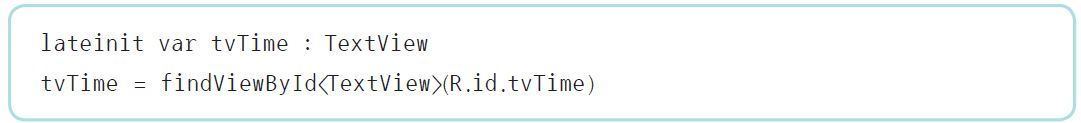 lateinit var tvTime : TextView
tvTime = findViewById<TextView>(R.id.tvTime)